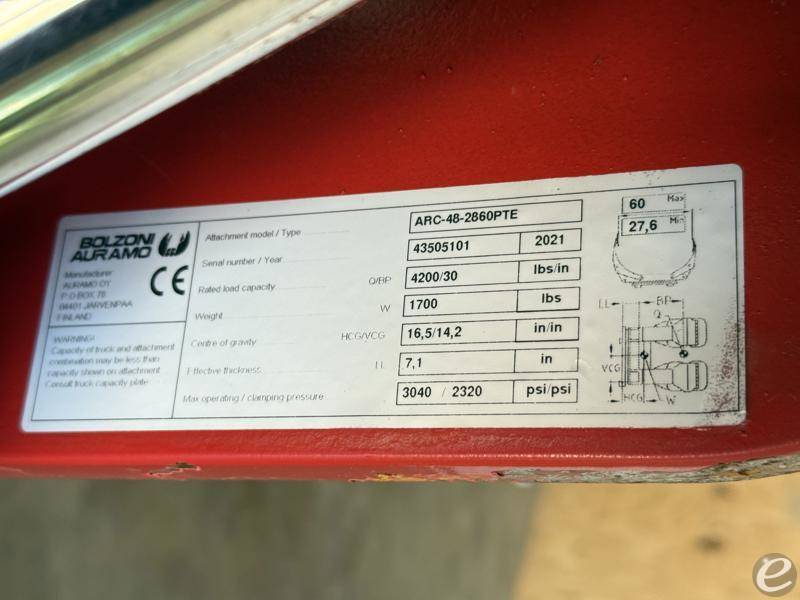 BOLZONI
AURAMO
CE
Manufacturer
AURAMO OY
P.O.BOX 78
04401 JÄRVENPÄÄ
FINLAND
WARNING!
Capacity of truck and attachment
combination may be less than
capacity shown on attachment.
Consult truck capacity plate.
Attachment model / Type ARC-48-2860PTE
Serial number / Year 43505101 2021
Rated load capacity Q/BP 4200/30 lbs/in
Weight W 1700 lbs
Centre of gravity HCG/VCG 16,5/14,2 in/in
Effective thickness LL 7,1 in
Max operating / clamping pressure 3040 / 2320 psi/psi
60 Max
27,6 Min
LL BP
Q
VCG
HCG W
e